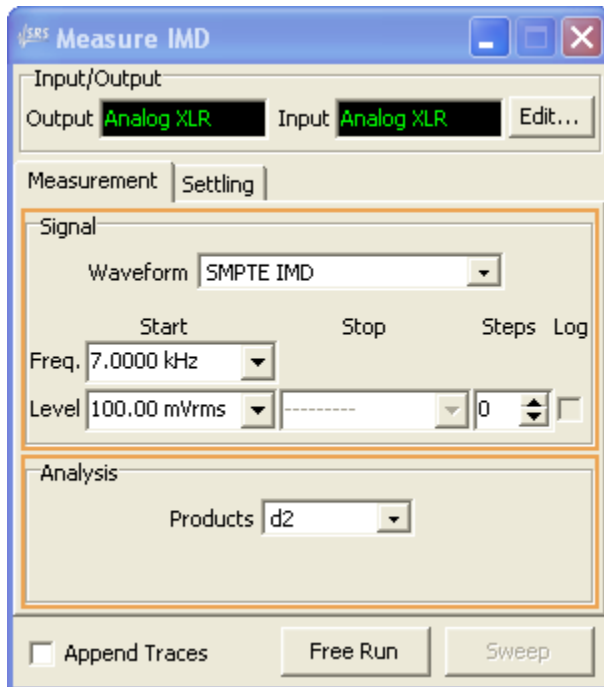 SRS Measure IMD
Input/Output
Output Analog XLR Input Analog XLR Edit...
Measurement Settling
Signal
Waveform SMPTE IMD
Start Stop Steps Log
Freq. 7.0000 kHz
Level 100.00 mVrms --------- 0
Analysis
Products d2
Append Traces Free Run Sweep